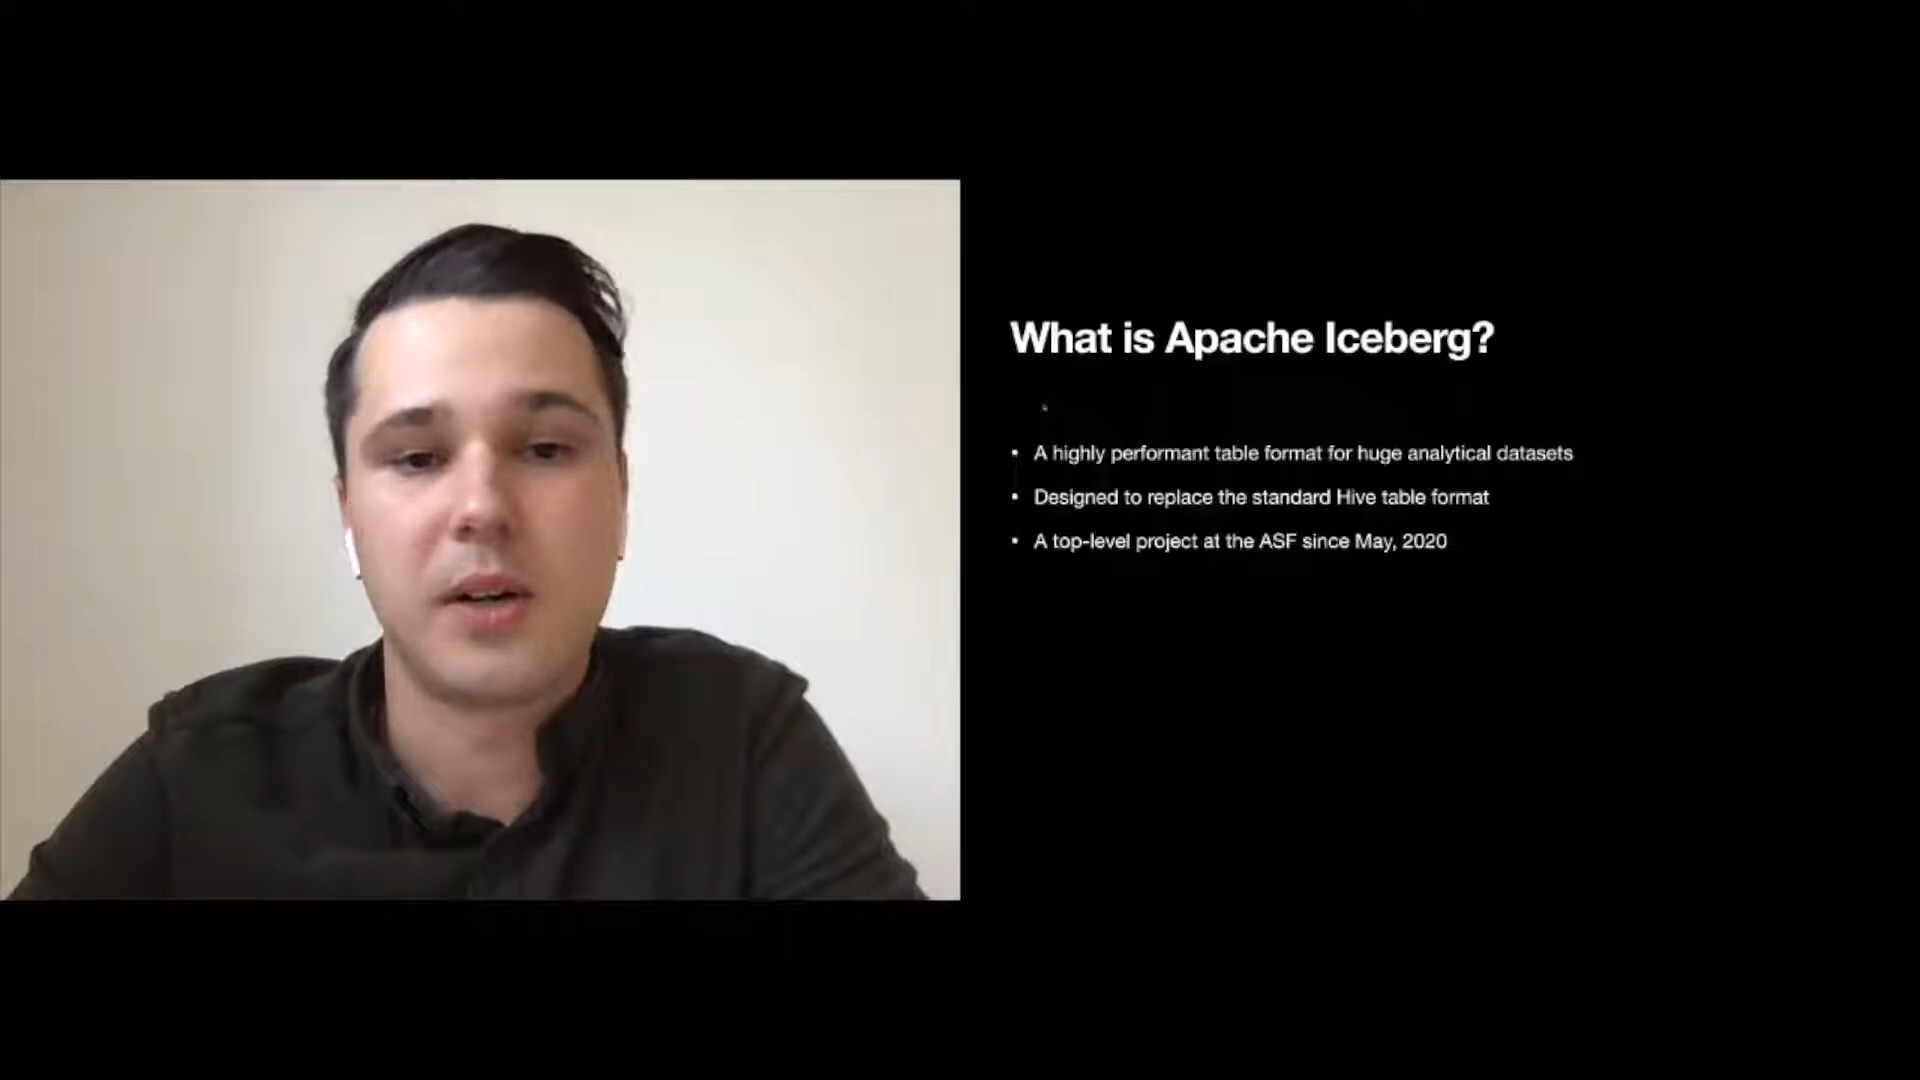 What is Apache Iceberg?
• A highly performant table format for huge analytical datasets
• Designed to replace the standard Hive table format
• A top-level project at the ASF since May, 2020